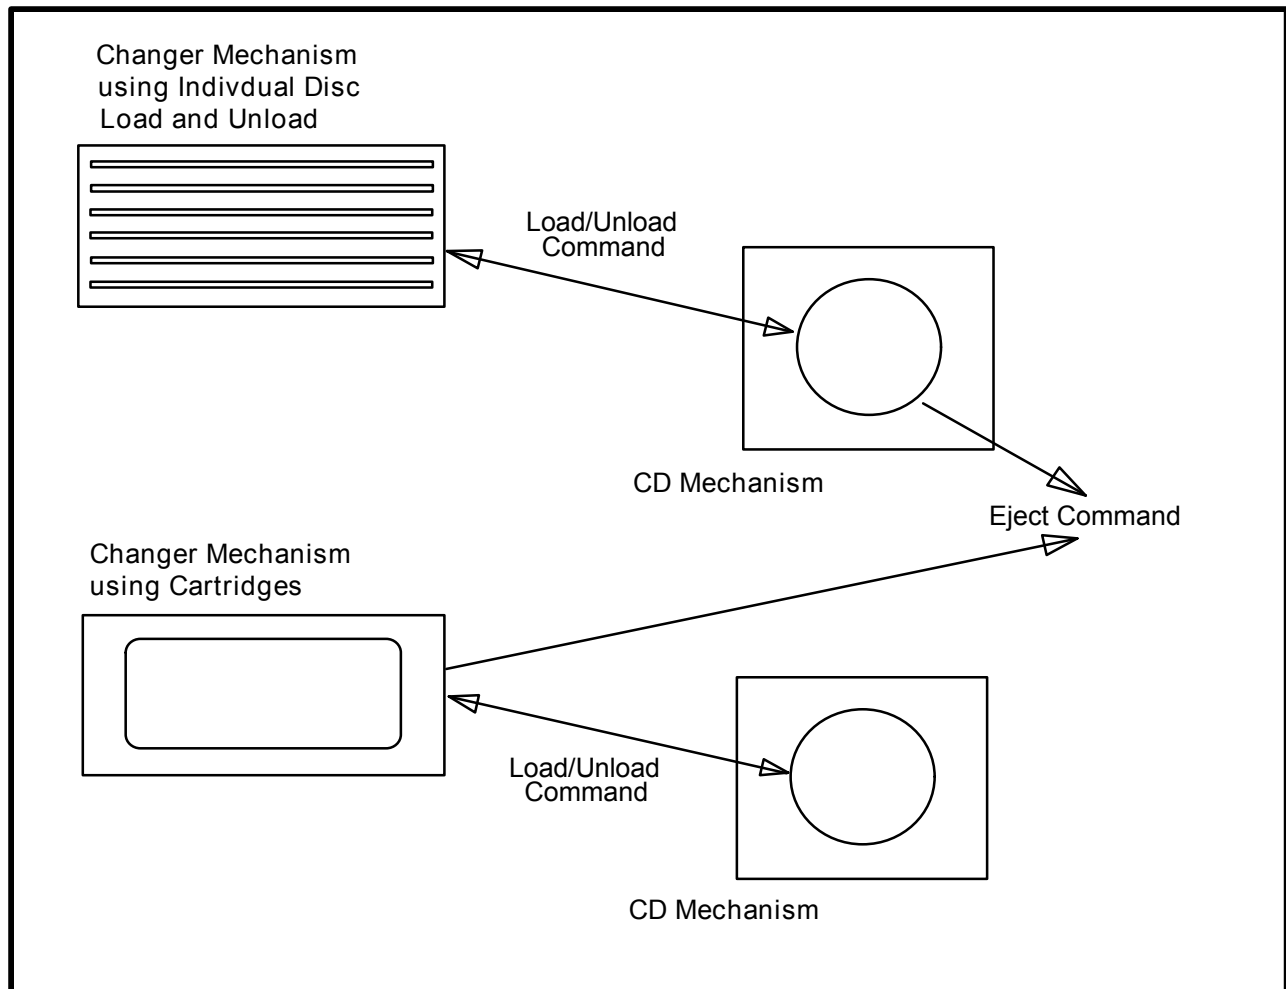 Changer Mechanism
using Indivdual Disc
Load and Unload
Load/Unload
Command
CD Mechanism
Eject Command
Changer Mechanism
using Cartridges
Load/Unload
Command
CD Mechanism